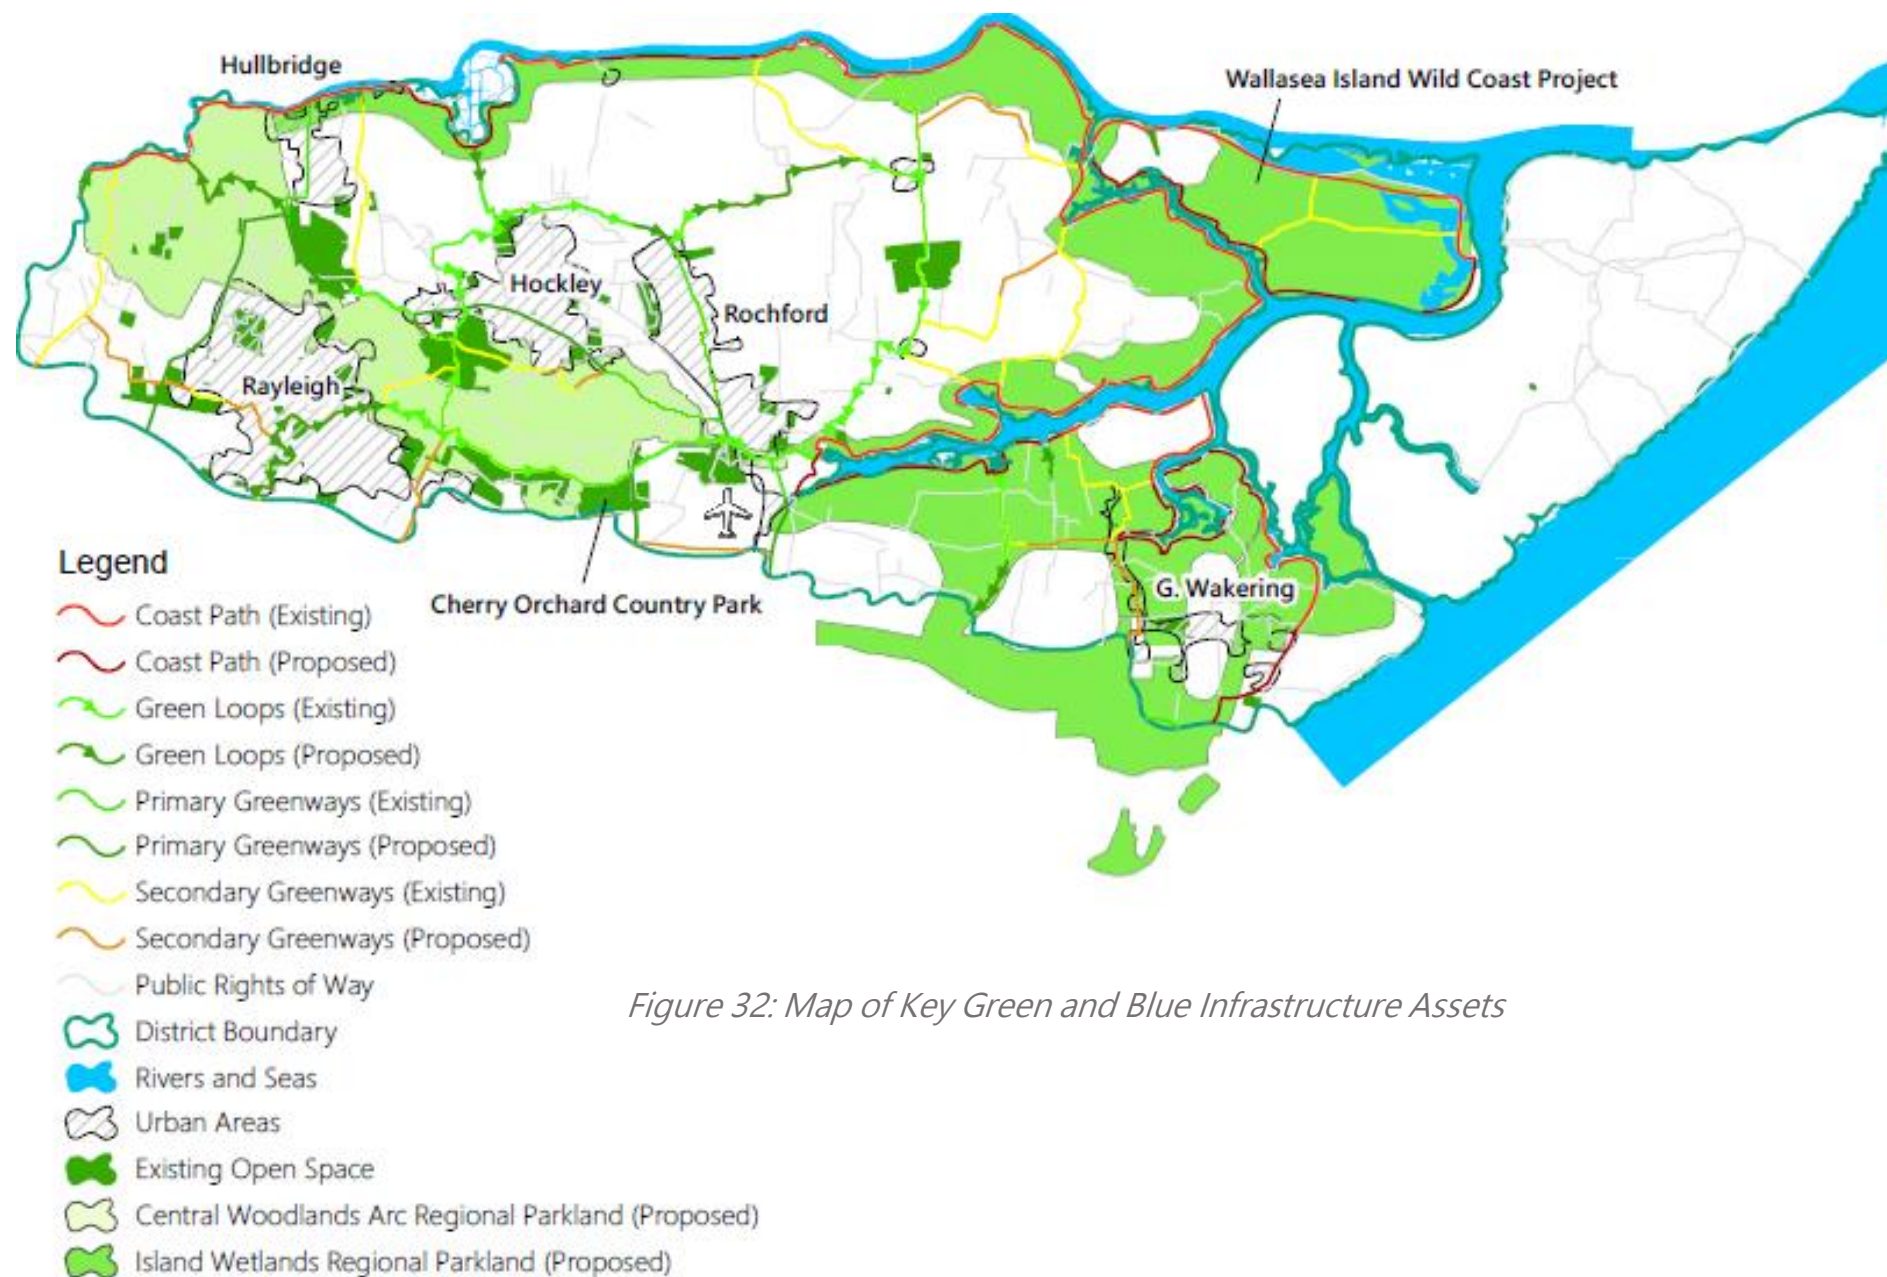 Hullbridge
Wallasea Island Wild Coast Project
Hockley
Rochford
Rayleigh
Cherry Orchard Country Park
G. Wakering
Legend
Coast Path (Existing)
Coast Path (Proposed)
Green Loops (Existing)
Green Loops (Proposed)
Primary Greenways (Existing)
Primary Greenways (Proposed)
Secondary Greenways (Existing)
Secondary Greenways (Proposed)
Public Rights of Way
District Boundary
Rivers and Seas
Urban Areas
Existing Open Space
Central Woodlands Arc Regional Parkland (Proposed)
Island Wetlands Regional Parkland (Proposed)
Figure 32: Map of Key Green and Blue Infrastructure Assets